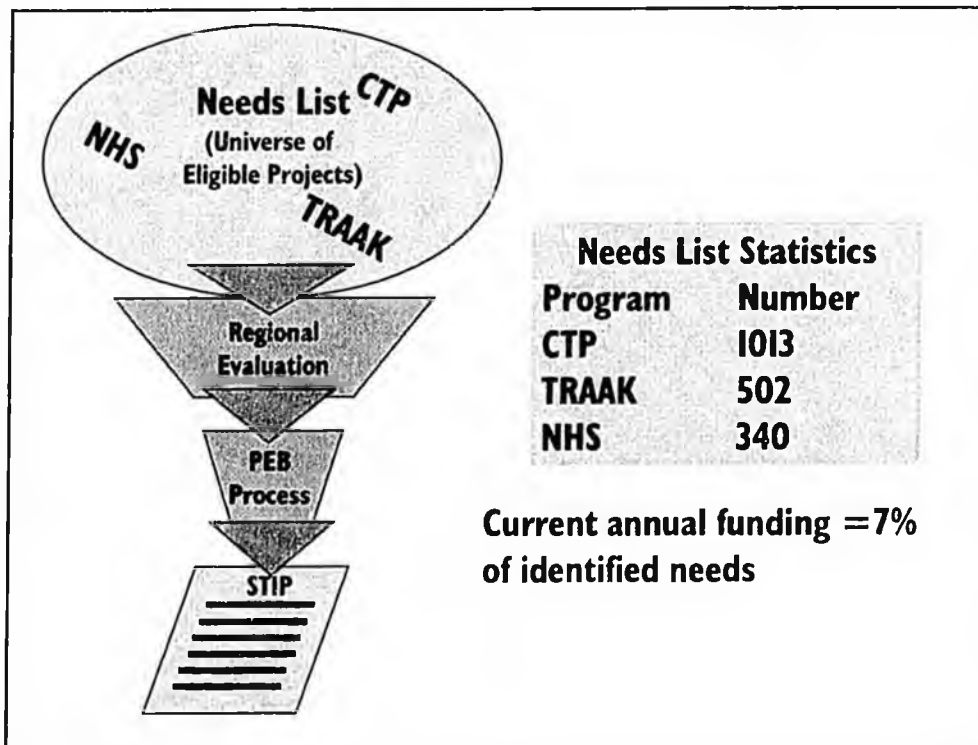 Needs List CTP
(Universe of
NHS
Eligible Projects)
TRAAK
Regional
Evaluation
PEB
Process
STIP
Needs List Statistics
Program Number
CTP 1013
TRAAK 502
NHS 340
Current annual funding =7%
of identified needs